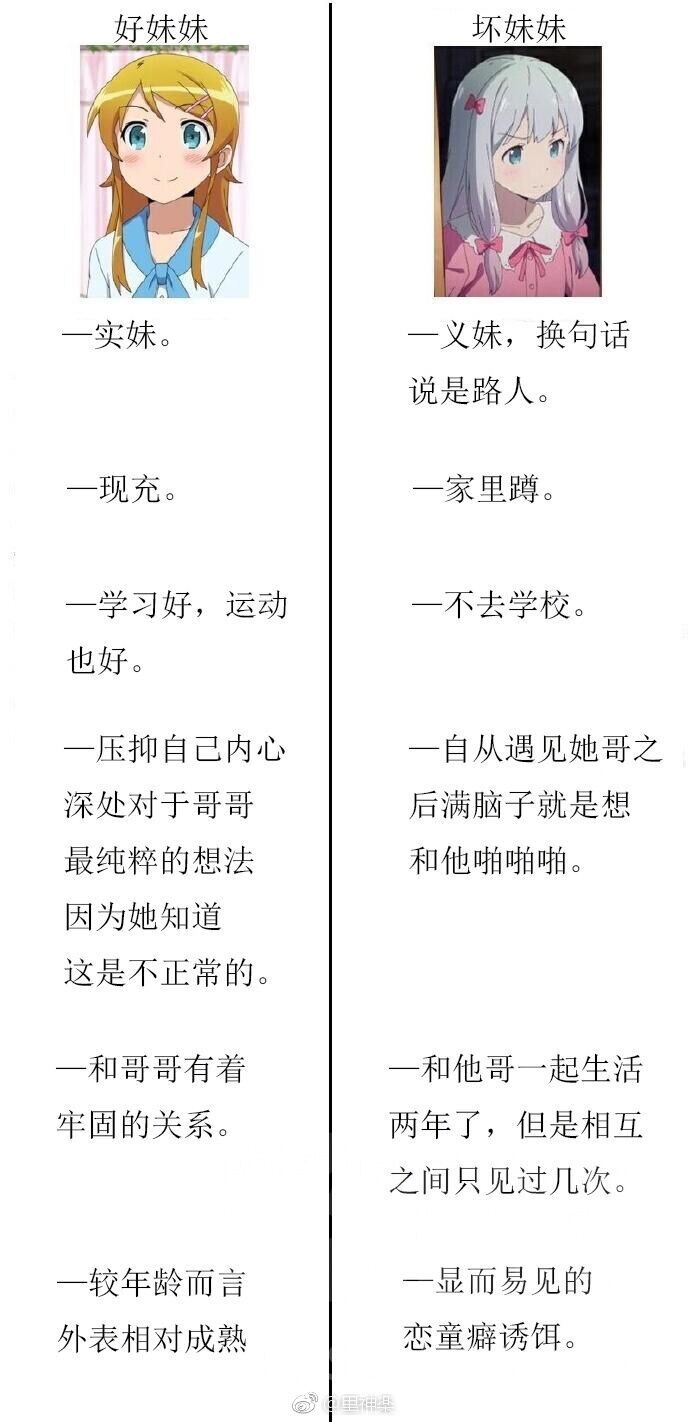 好妹妹
—实妹。
—现充。
—学习好，运动
也好。
—压抑自己内心
深处对于哥哥
最纯粹的想法
因为她知道
这是不正常的。
—和哥哥有着
牢固的关系。
—较年龄而言
外表相对成熟
坏妹妹
—义妹，换句话
说是路人。
—家里蹲。
—不去学校。
—自从遇见她哥之
后满脑子就是想
和他啪啪啪。
—和他哥一起生活
两年了，但是相互
之间只见过几次。
—显而易见的
恋童癖诱饵。